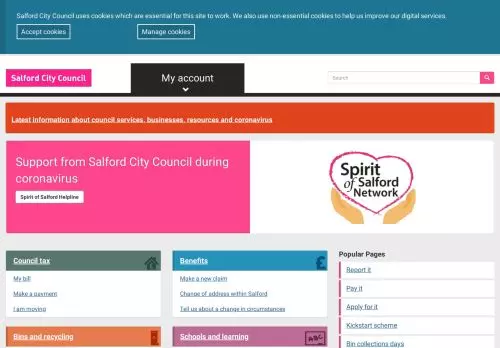 Salford City Council uses cookies which are essential for this site to work. We also use non-essential cookies to help us improve our digital services.
Accept cookies
Manage cookies
Salford City Council
My account
Search
Latest information about council services, businesses, resources and coronavirus
Support from Salford City Council during
coronavirus
Spirit of Salford Helpline
Spirit
of Salford
Network
Council tax
My bill
Make a payment
I am moving
Benefits
£
Make a new claim
Change of address within Salford
Tell us about a change in circumstances
Popular Pages
Report it
Pay it
Apply for it
Kickstart scheme
Bin collections days
Bins and recycling
Schools and learning
ABC